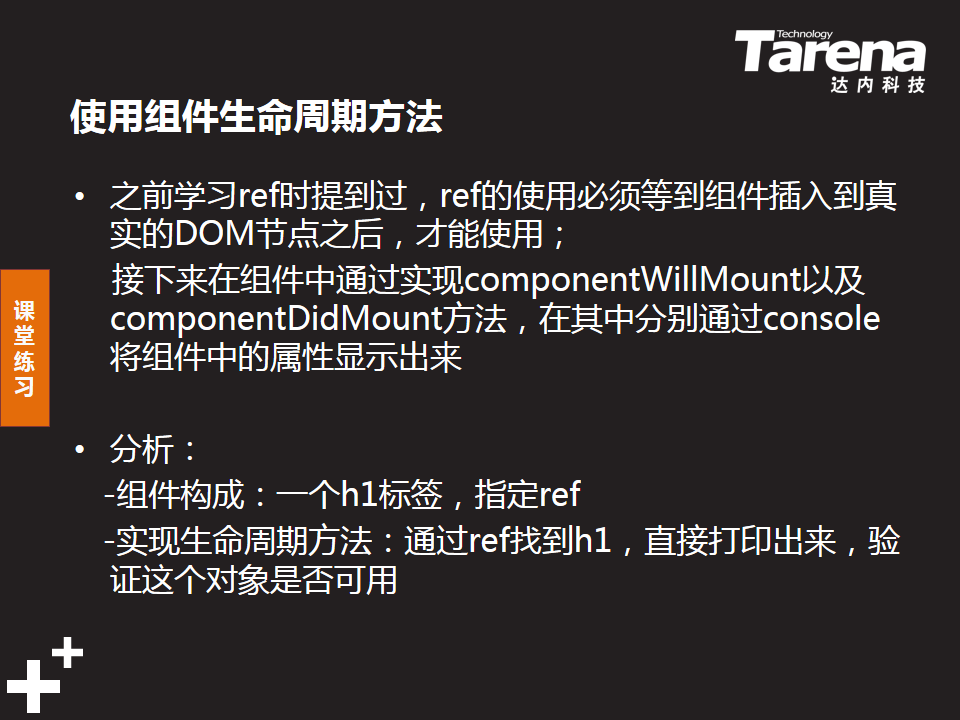 Technology
Tarena
达内科技
使用组件生命周期方法
• 之前学习ref时提到过，ref的使用必须等到组件插入到真
实的DOM节点之后，才能使用；
接下来在组件中通过实现componentWillMount以及
componentDidMount方法，在其中分别通过console
将组件中的属性显示出来
课
堂
练
习
• 分析：
-组件构成：一个h1标签，指定ref
-实现生命周期方法：通过ref找到h1，直接打印出来，验
证这个对象是否可用